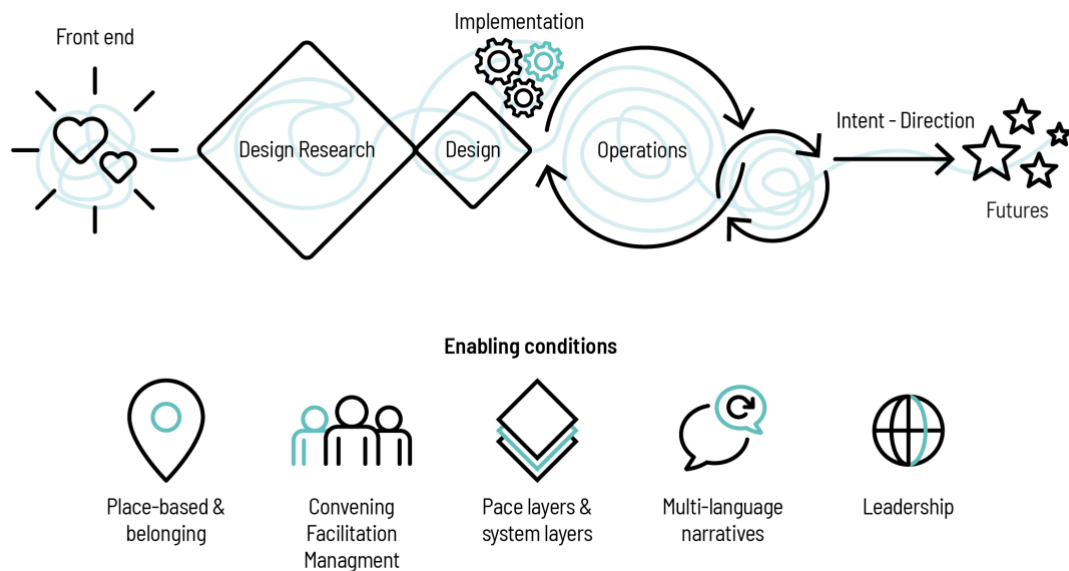 Implementation
Front end
Design Research
Design
Operations
Intent - Direction
Futures
Enabling conditions
Place-based &
belonging
Convening
Facilitation
Managment
Pace layers &
system layers
Multi-language
narratives
Leadership